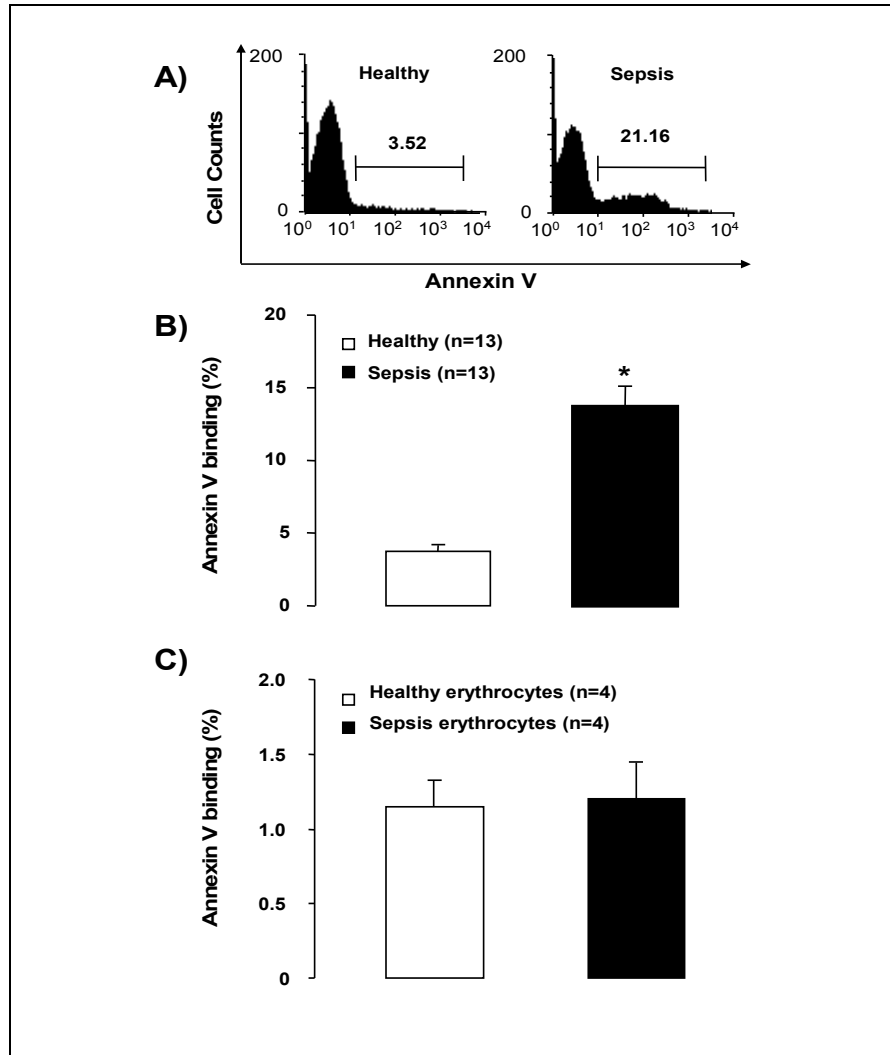 A)
200
Healthy
3.52
0
10⁰ 10¹ 10² 10³ 10⁴
200
Sepsis
21.16
0
10⁰ 10¹ 10² 10³ 10⁴
Cell Counts
Annexin V
B)
Annexin V binding (%)
20
15
10
5
0
Healthy (n=13)
Sepsis (n=13)
*
C)
Annexin V binding (%)
2.0
1.5
1.0
0.5
0
Healthy erythrocytes (n=4)
Sepsis erythrocytes (n=4)